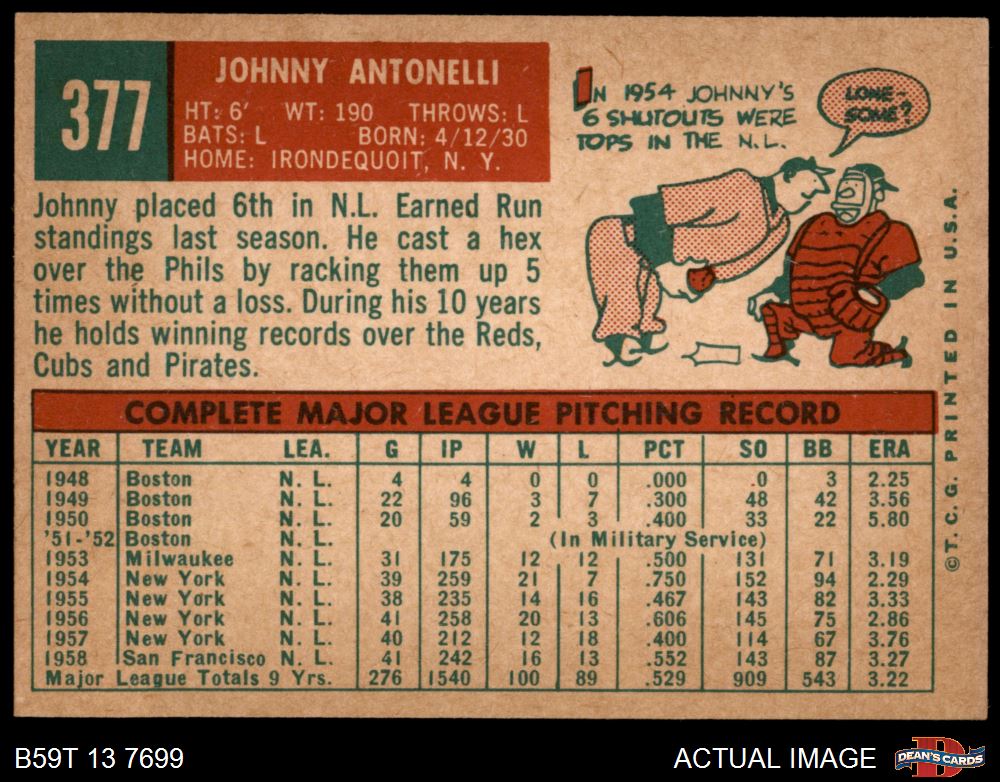 377
JOHNNY ANTONELLI
HT: 6' WT: 190 THROWS: L
BATS: L BORN: 4/12/30
HOME: IRONDEQUOIT, N. Y.
IN 1954 JOHNNY'S
6 SHUTOUTS WERE
TOPS IN THE N.L.
LONE-
SOME?
Johnny placed 6th in N.L. Earned Run
standings last season. He cast a hex
over the Phils by racking them up 5
times without a loss. During his 10 years
he holds winning records over the Reds,
Cubs and Pirates.
COMPLETE MAJOR LEAGUE PITCHING RECORD
YEAR TEAM LEA. G IP W L PCT SO BB ERA
1948 Boston N. L. 4 4 0 0 .000 .0 3 2.25
1949 Boston N. L. 22 96 3 7 .300 48 42 3.56
1950 Boston N. L. 20 59 2 3 .400 33 22 5.80
'51-'52 Boston N. L. (In Military Service)
1953 Milwaukee N. L. 31 175 12 12 .500 131 71 3.19
1954 New York N. L. 39 259 21 7 .750 152 94 2.29
1955 New York N. L. 38 235 14 16 .467 143 82 3.33
1956 New York N. L. 41 258 20 13 .606 145 75 2.86
1957 New York N. L. 40 212 12 18 .400 114 67 3.76
1958 San Francisco N. L. 41 242 16 13 .552 143 87 3.27
Major League Totals 9 Yrs. 276 1540 100 89 .529 909 543 3.22
©T. C. G. PRINTED IN U.S.A.
B59T 13 7699
ACTUAL IMAGE
D
DEAN'S CARDS